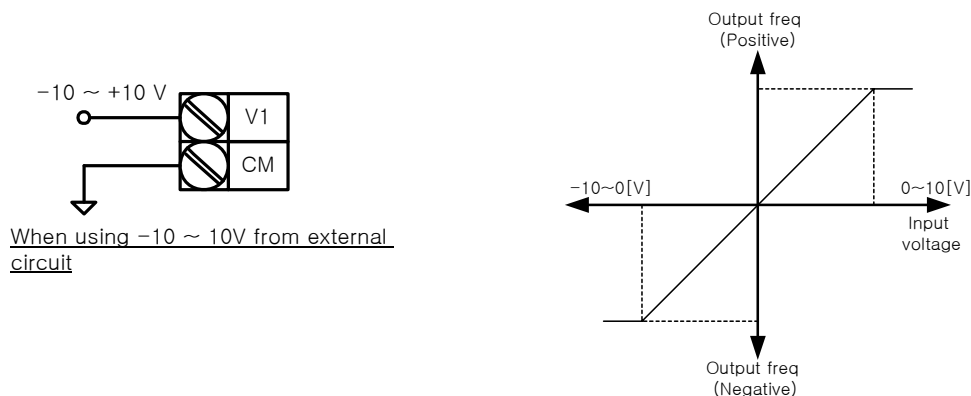 -10 ~ +10 V
V1
CM
When using -10 ~ 10V from external
circuit
Output freq
(Positive)
-10~0[V]
0~10[V]
Input
voltage
Output freq
(Negative)